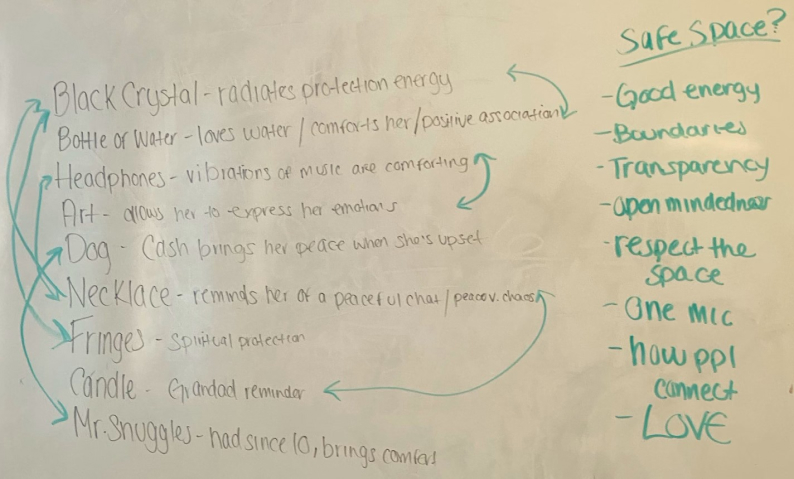 Black Crystal - radiates protection energy
Bottle of Water - loves water / comforts her / positive association
Headphones - vibrations of music are comforting
Art - allows her to express her emotions
Dog - Cash brings her peace when she's upset
Necklace - reminds her of a peaceful chat / peace v. chaos
Fringes - Spiritual protection
Candle - Grandad reminder
Mr. Snuggles - had since 10, brings comfort
Safe Space?
- Good energy
- Boundaries
- Transparency
- open mindedness
- respect the
space
- One mic
- how ppl
connect
- LOVE